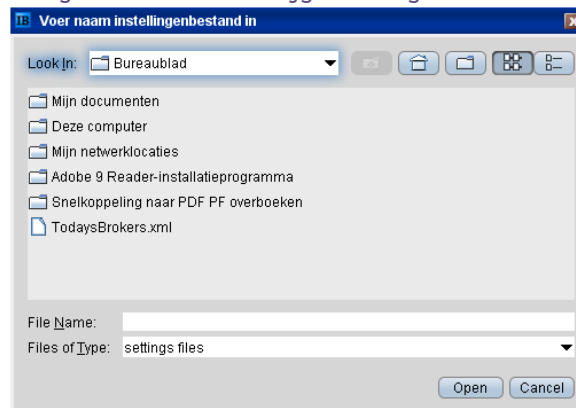 IB Voer naam instellingenbestand in
Look In: Bureaublad
Mijn documenten
Deze computer
Mijn netwerklocaties
Adobe 9 Reader-installatieprogramma
Snelkoppeling naar PDF PF overboeken
TodaysBrokers.xml
File Name:
Files of Type: settings files
Open Cancel